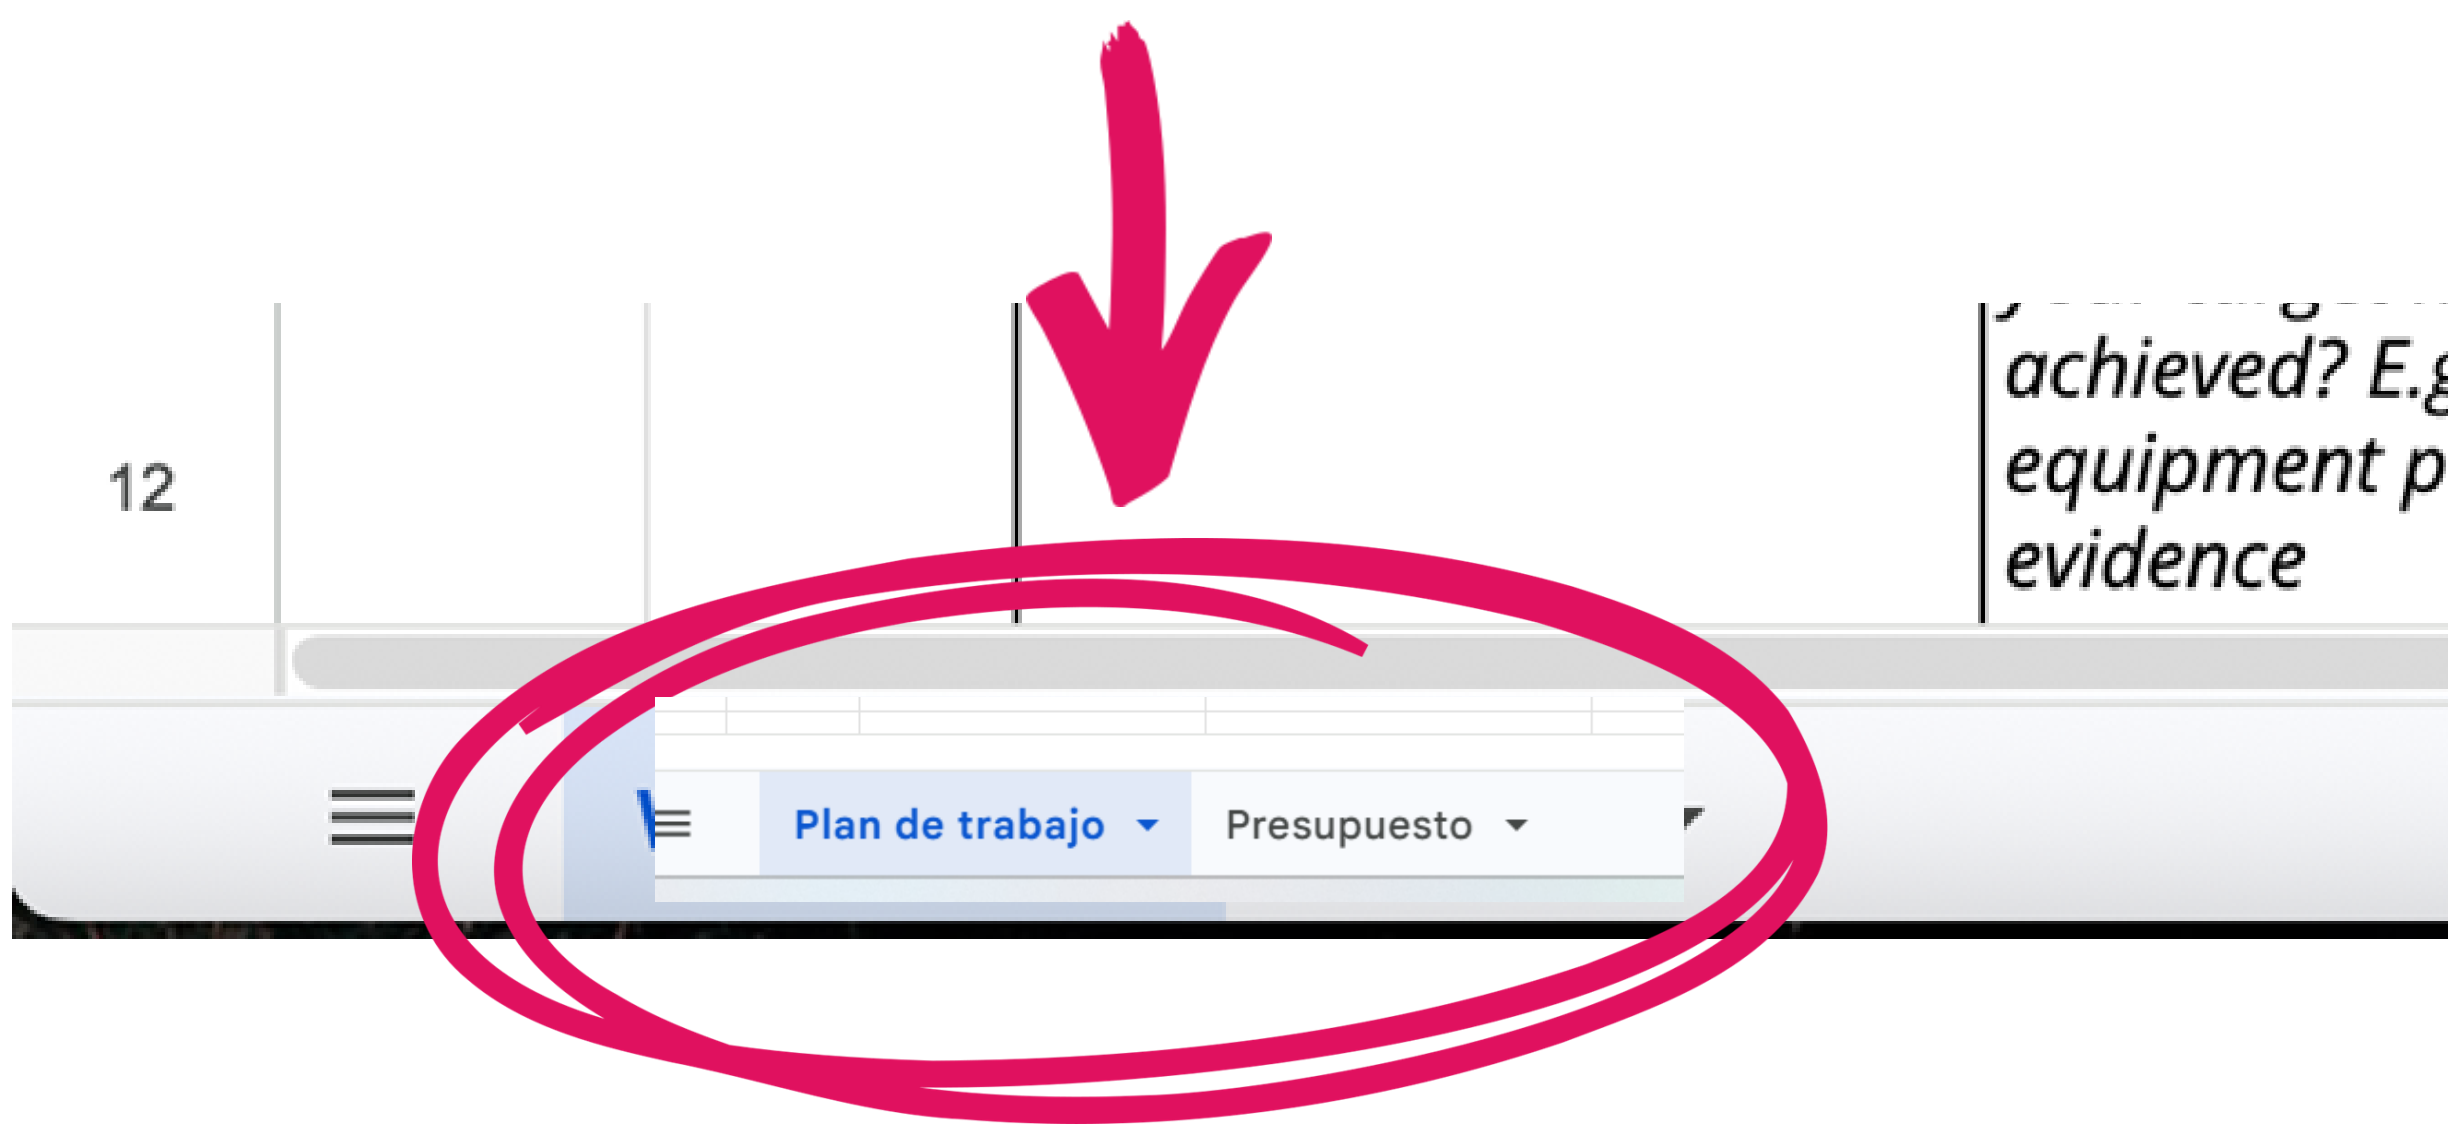 achieved? E.g
12
equipment p
evidence
Plan de trabajo
Presupuesto